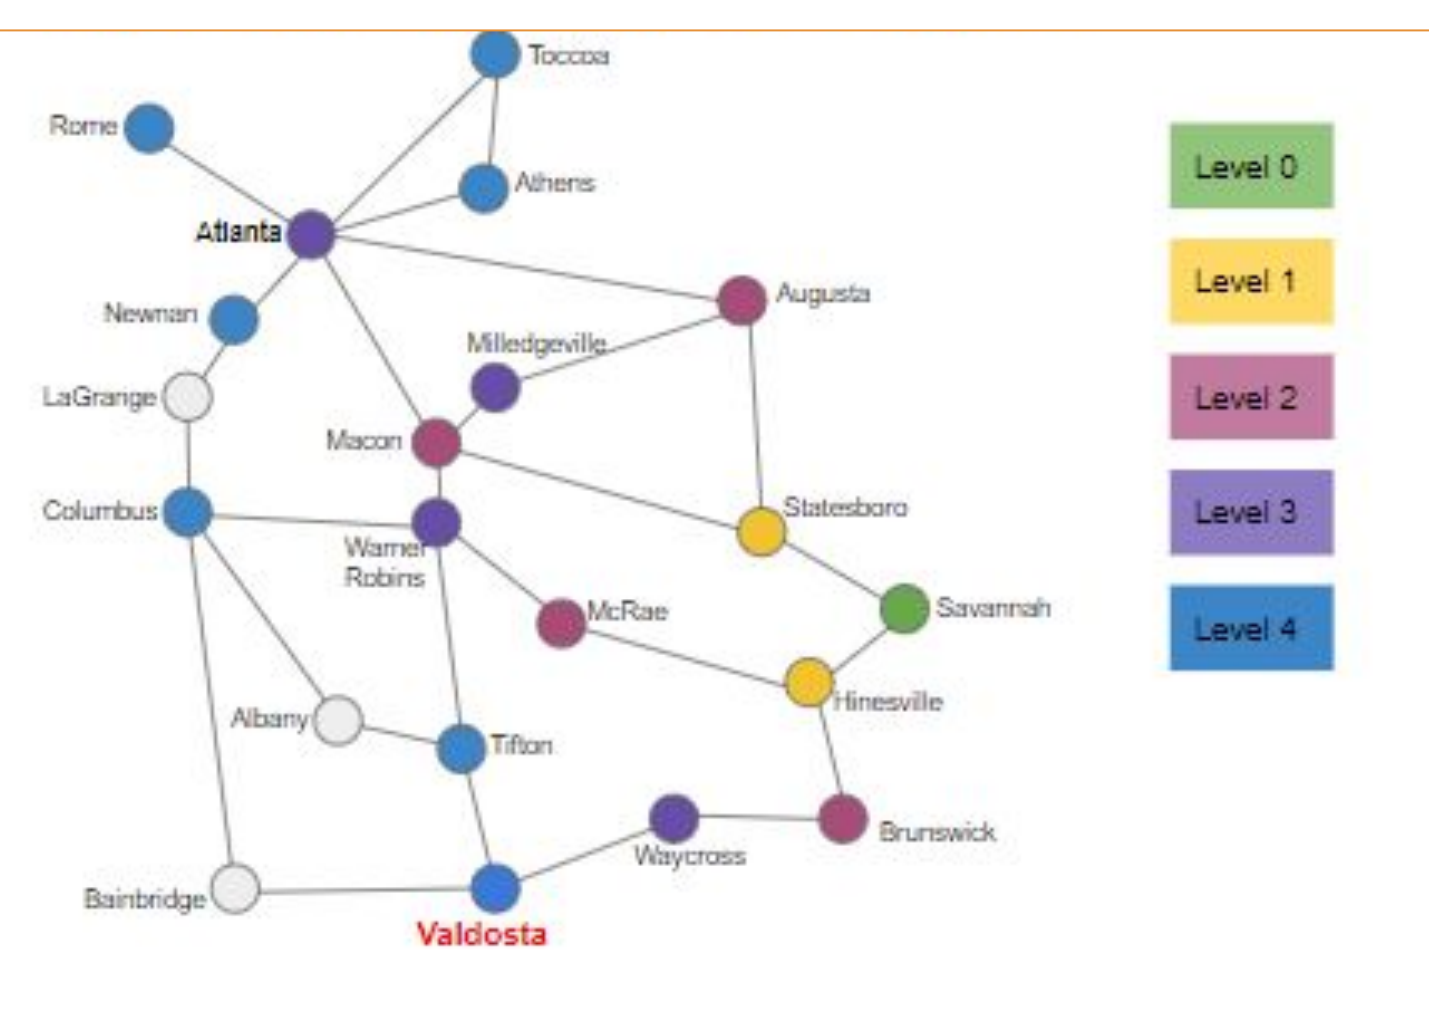 Toccoa
Rome
Athens
Atlanta
Augusta
Newnan
Milledgeville
LaGrange
Macon
Columbus
Statesboro
Warner
Robins
McRae
Savannah
Hinesville
Albany
Tifton
Brunswick
Waycross
Bainbridge
Valdosta
Level 0
Level 1
Level 2
Level 3
Level 4